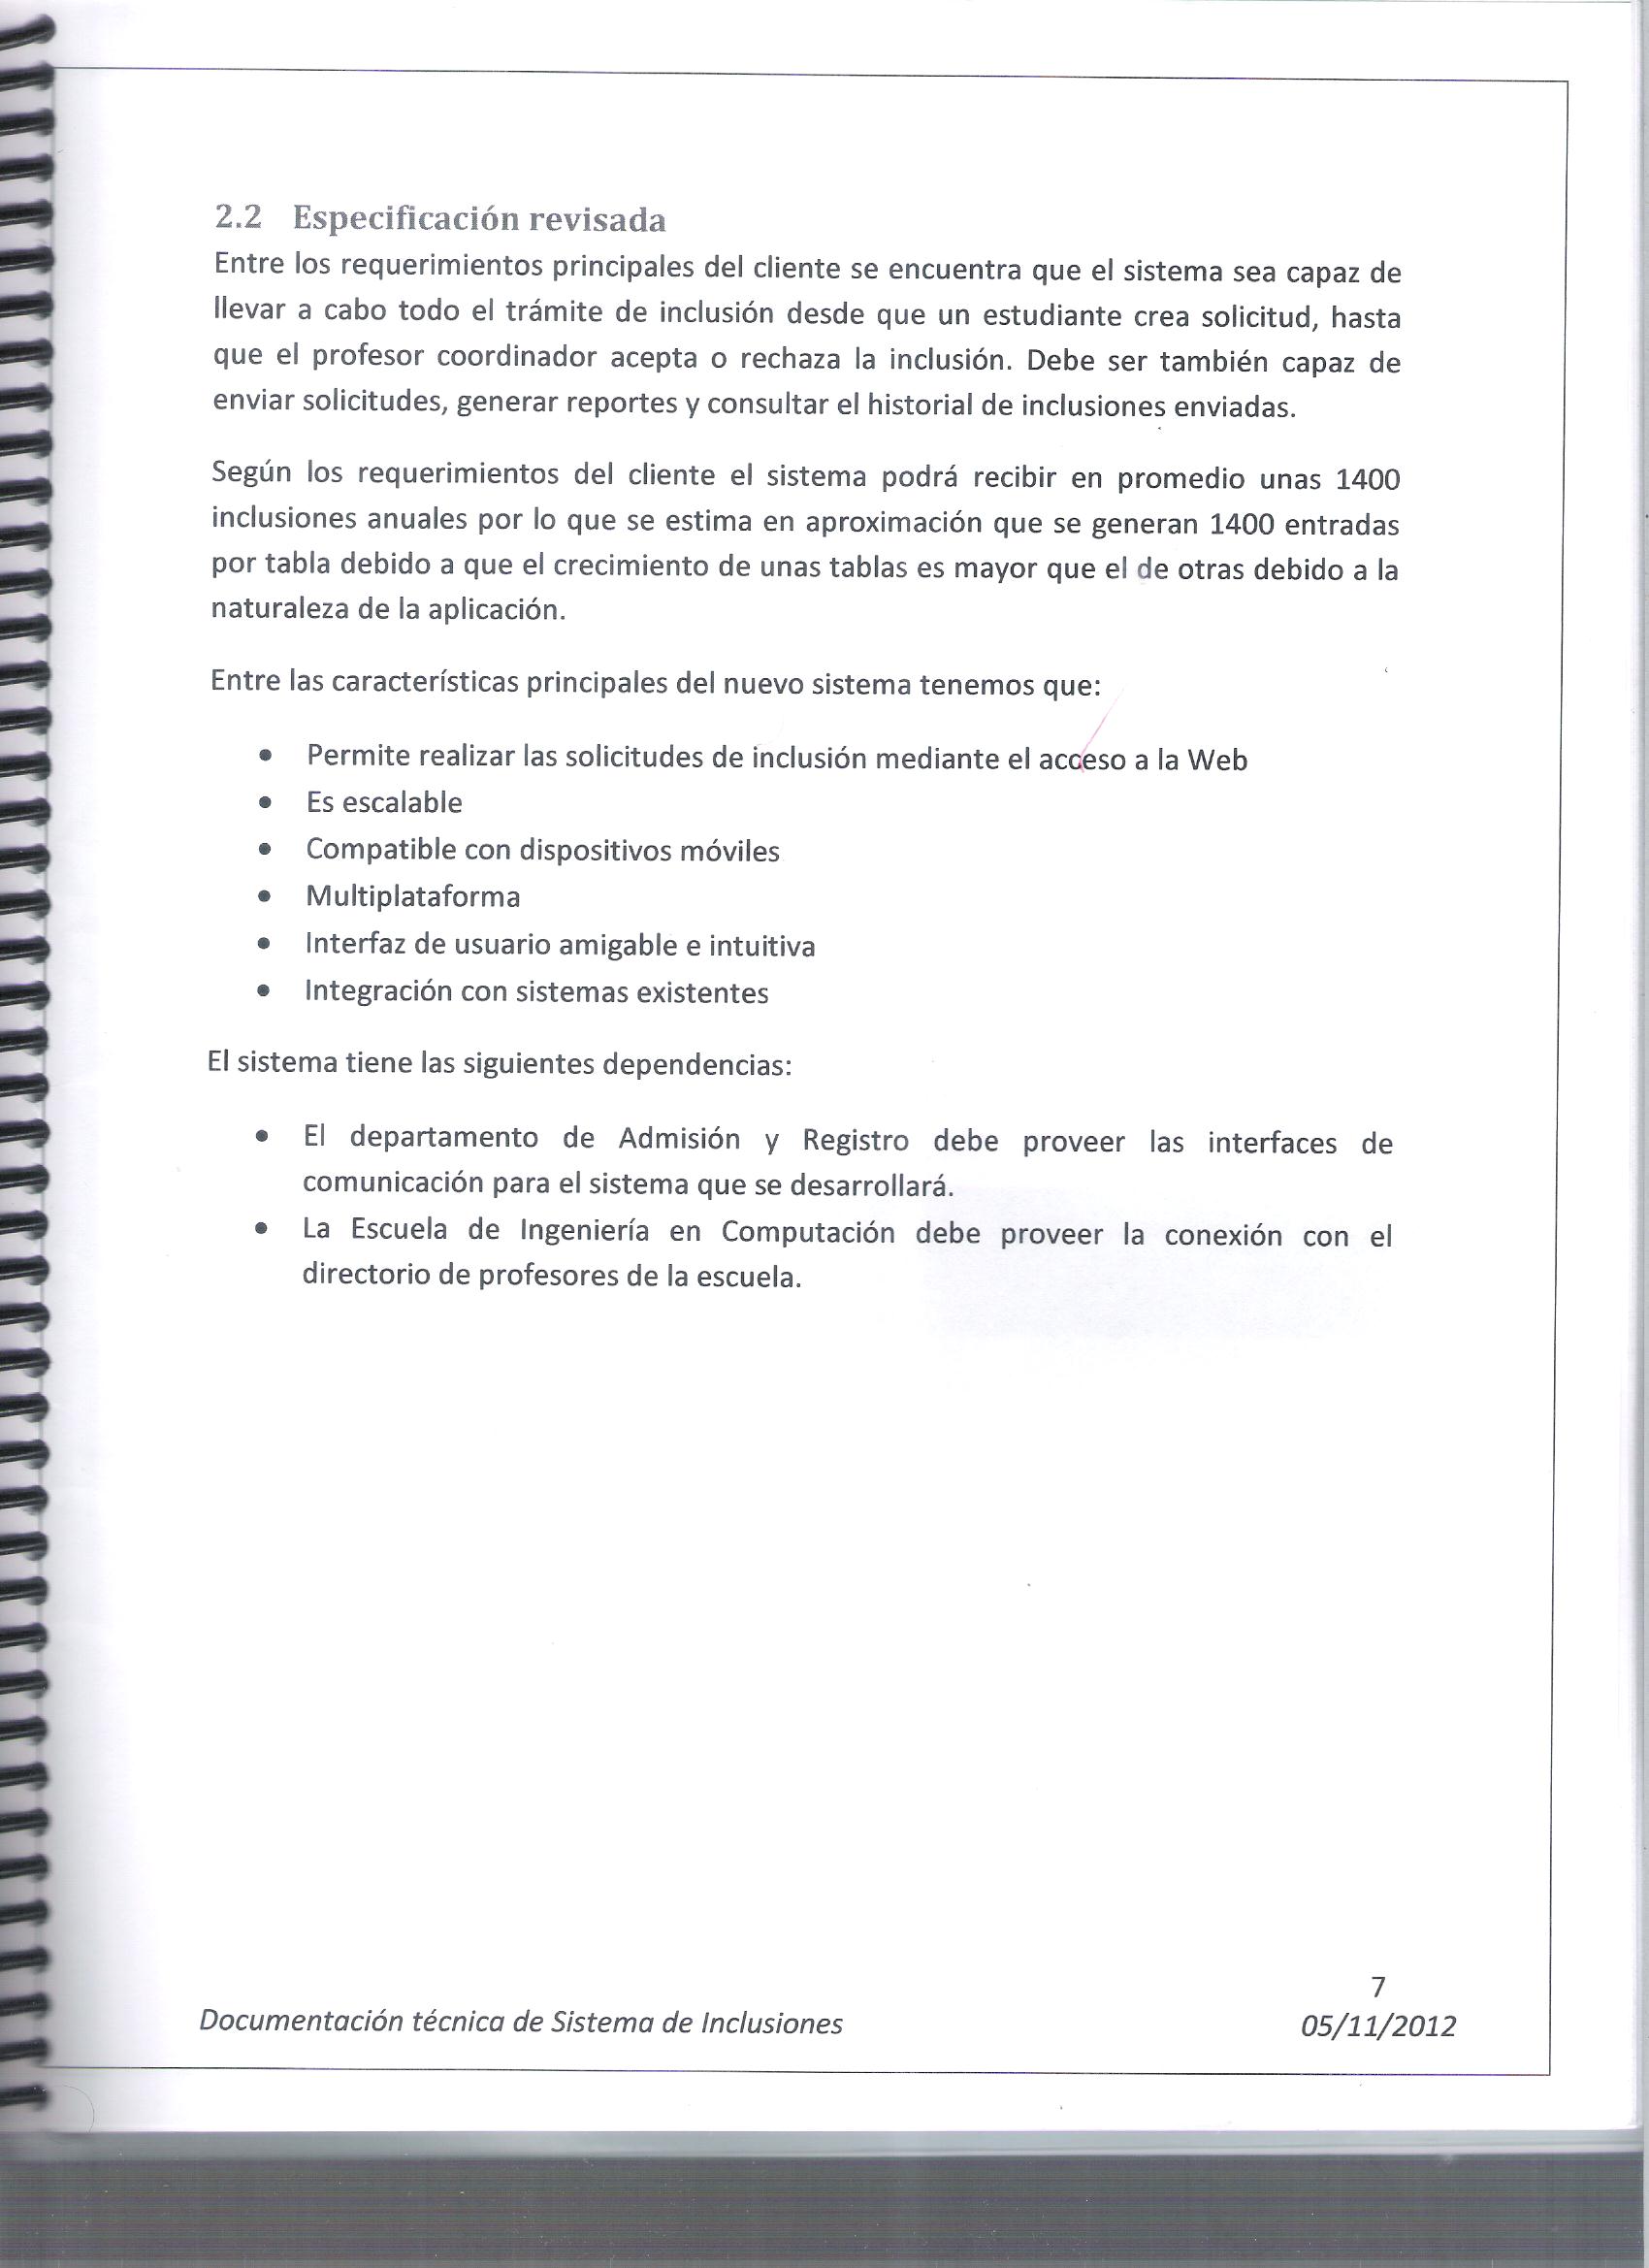 2.2 Especificación revisada
Entre los requerimientos principales del cliente se encuentra que el sistema sea capaz de
llevar a cabo todo el trámite de inclusión desde que un estudiante crea solicitud, hasta
que el profesor coordinador acepta o rechaza la inclusión. Debe ser también capaz de
enviar solicitudes, generar reportes y consultar el historial de inclusiones enviadas.
Según los requerimientos del cliente el sistema podrá recibir en promedio unas 1400
inclusiones anuales por lo que se estima en aproximación que se generan 1400 entradas
por tabla debido a que el crecimiento de unas tablas es mayor que el de otras debido a la
naturaleza de la aplicación.
Entre las características principales del nuevo sistema tenemos que:
• Permite realizar las solicitudes de inclusión mediante el acceso a la Web
• Es escalable
• Compatible con dispositivos móviles
• Multiplataforma
• Interfaz de usuario amigable e intuitiva
• Integración con sistemas existentes
El sistema tiene las siguientes dependencias:
• El departamento de Admisión y Registro debe proveer las interfaces de
comunicación para el sistema que se desarrollará.
• La Escuela de Ingeniería en Computación debe proveer la conexión con el
directorio de profesores de la escuela.
7
Documentación técnica de Sistema de Inclusiones 05/11/2012